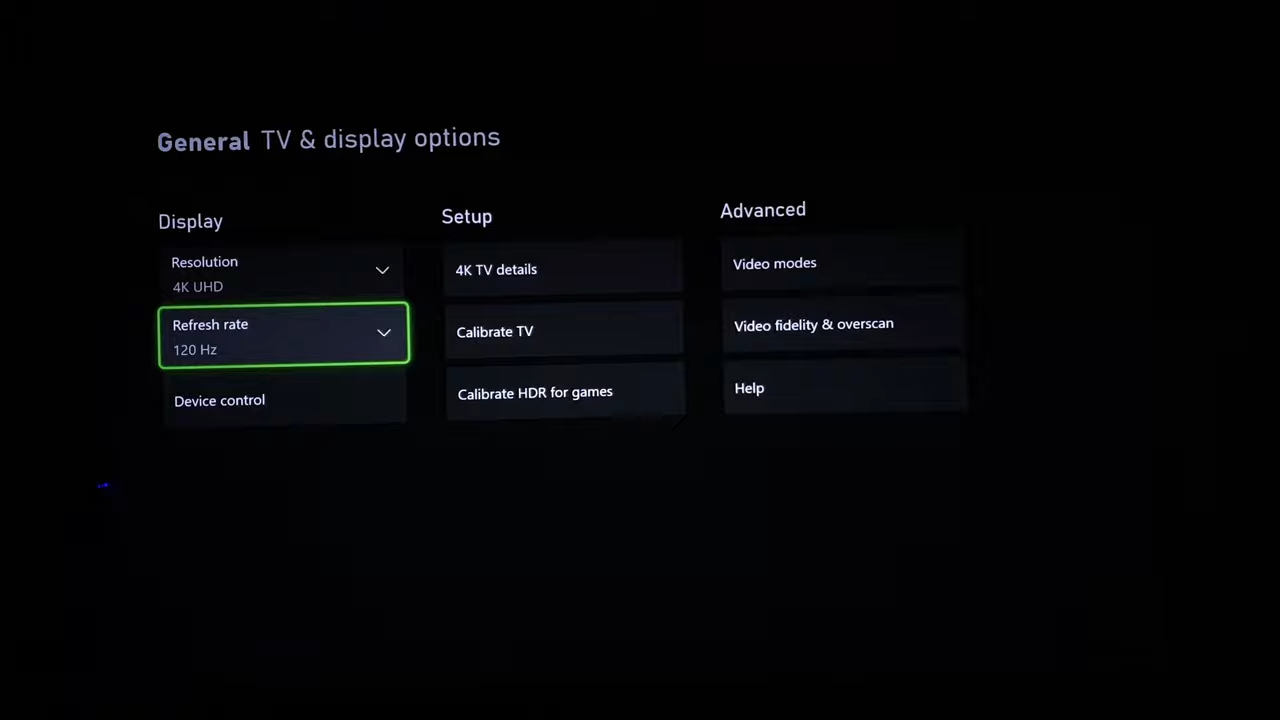 General TV & display options
Display
Resolution
4K UHD
Refresh rate
120 Hz
Device control
Setup
4K TV details
Calibrate TV
Calibrate HDR for games
Advanced
Video modes
Video fidelity & overscan
Help